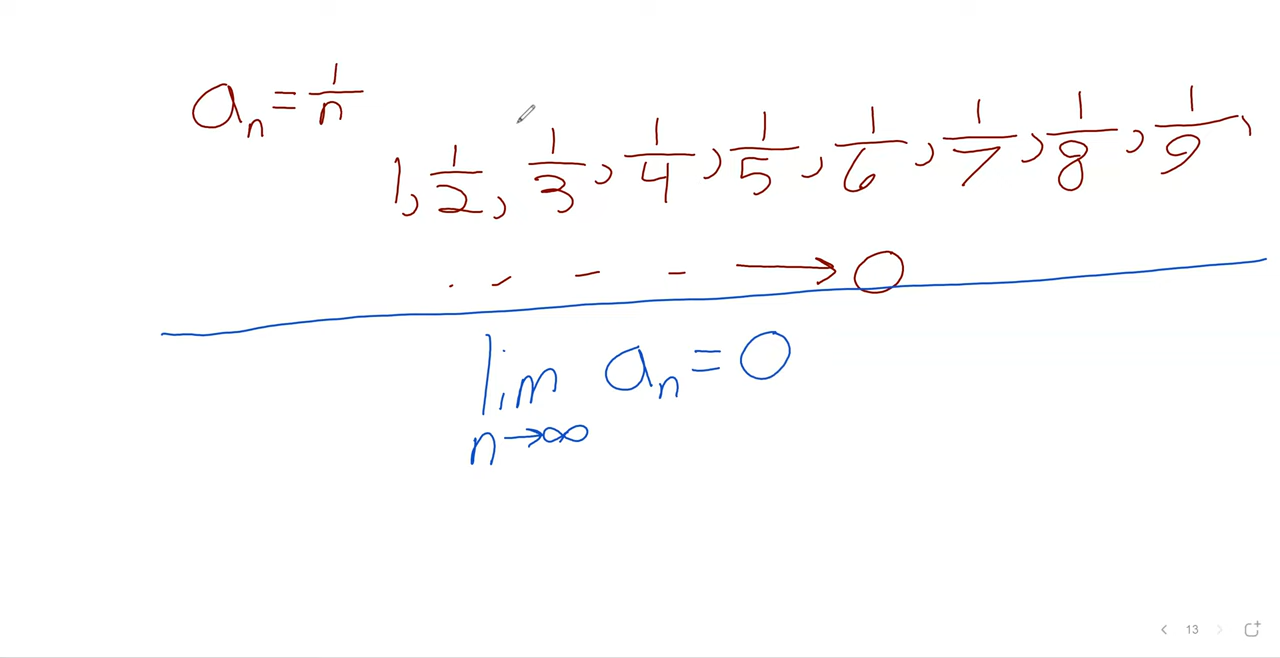 aₙ = 1/n
1, 1/2, 1/3, 1/4, 1/5, 1/6, 1/7, 1/8, 1/9,
. - - - → 0
lim n→∞ aₙ = 0
< 13 >